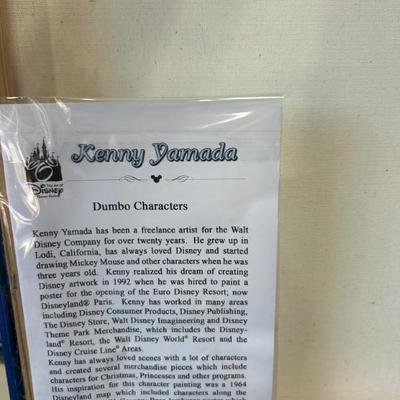 Kenny Yamada
The Art of
Disney
Dumbo Characters
Kenny Yamada has been a freelance artist for the Walt
Disney Company for over twenty years. He grew up in
Lodi, California, has always loved Disney and started
drawing Mickey Mouse and other characters when he was
three years old. Kenny realized his dream of creating
Disney artwork in 1992 when he was hired to paint a
poster for the opening of the Euro Disney Resort; now
Disneyland® Paris. Kenny has worked in many areas
including Disney Consumer Products, Disney Publishing,
The Disney Store, Walt Disney Imagineering and Disney
Theme Park Merchandise, which includes the Disney-
land® Resort, the Walt Disney World® Resort and the
Disney Cruise Line® Areas.
Kenny has always loved scenes with a lot of characters
and created several merchandise pieces which include
characters for Christmas, Princesses and other programs.
His inspiration for this character painting was a 1964
Disneyland map which included characters along the